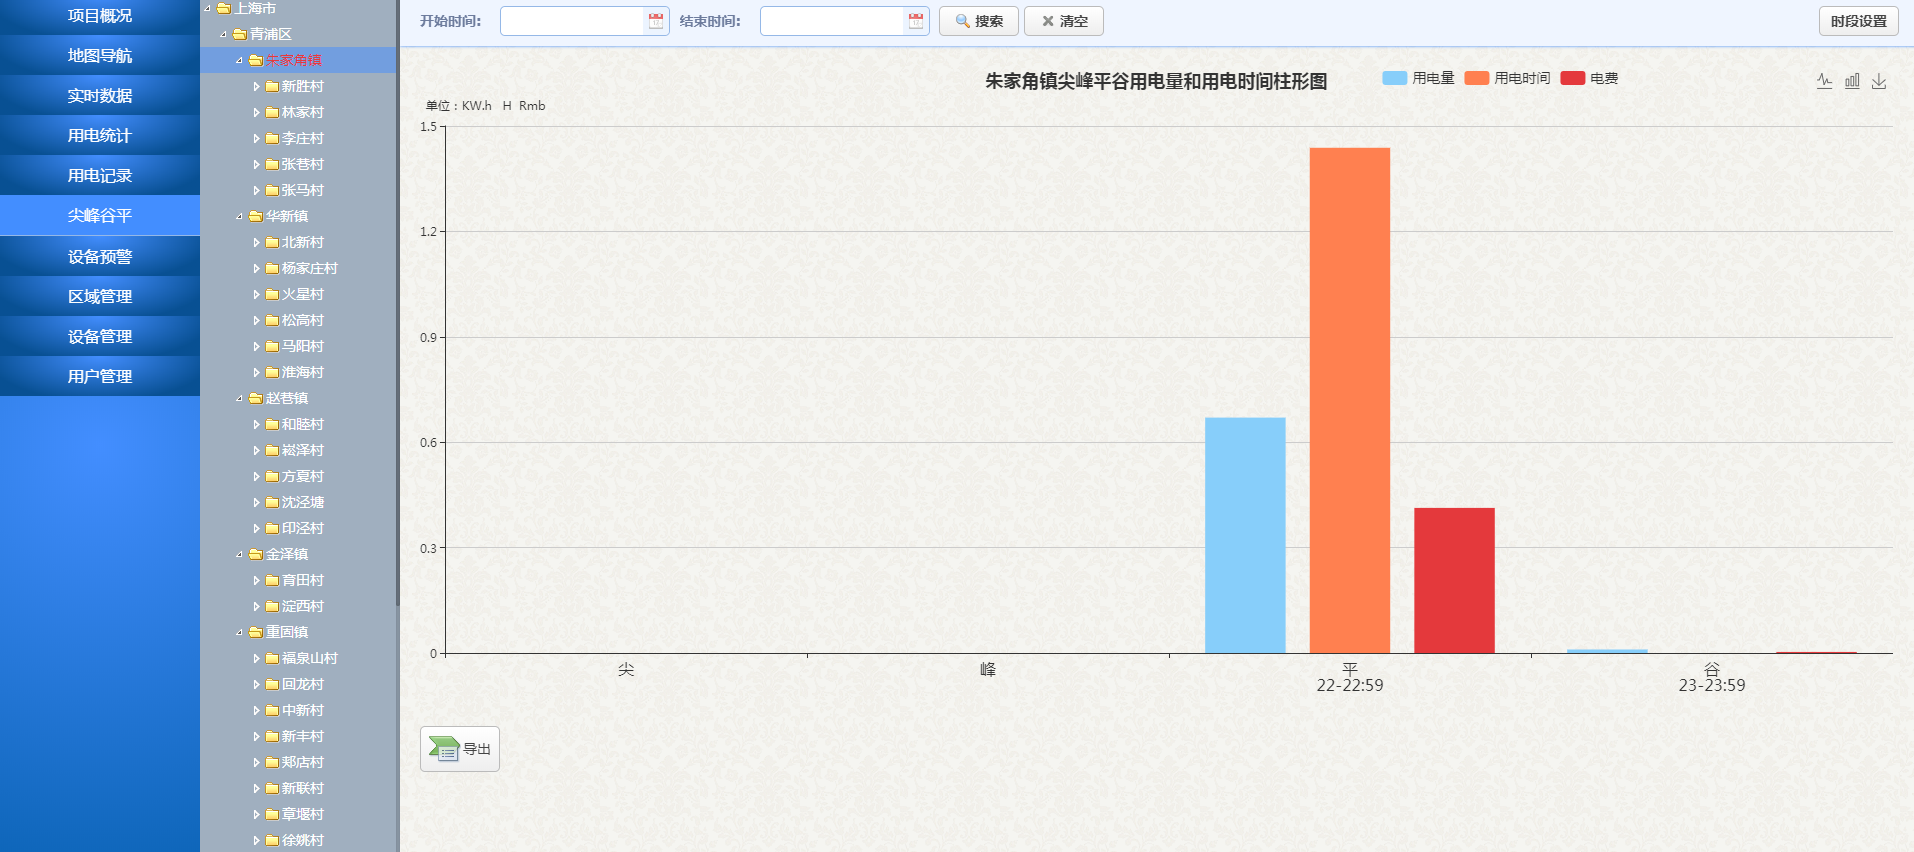 项目概况
地图导航
实时数据
用电统计
用电记录
尖峰谷平
设备预警
区域管理
设备管理
用户管理
上海市
青浦区
朱家角镇
新胜村
林家村
李庄村
张巷村
张马村
华新镇
北新村
杨家庄村
火星村
松高村
马阳村
淮海村
赵巷镇
和睦村
崧泽村
方夏村
沈泾塘
印泾村
金泽镇
育田村
淀西村
重固镇
福泉山村
回龙村
中新村
新丰村
郏店村
新联村
章堰村
徐姚村
开始时间: 结束时间: 搜索 清空 时段设置
朱家角镇尖峰平谷用电量和用电时间柱形图 用电量 用电时间 电费
单位：KW.h H Rmb
1.5
1.2
0.9
0.6
0.3
0
尖 峰 平 谷
22-22:59 23-23:59
导出